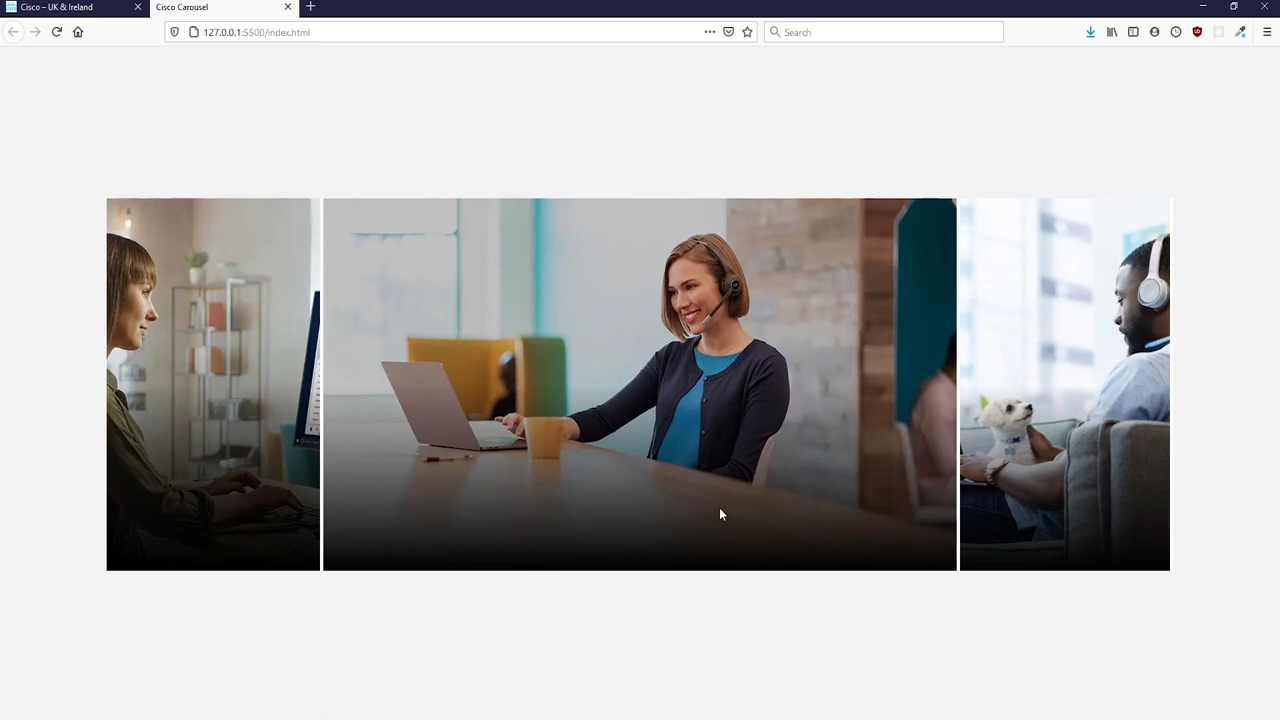 Cisco – UK & Ireland
Cisco Carousel
127.0.0.1:5500/index.html
Search